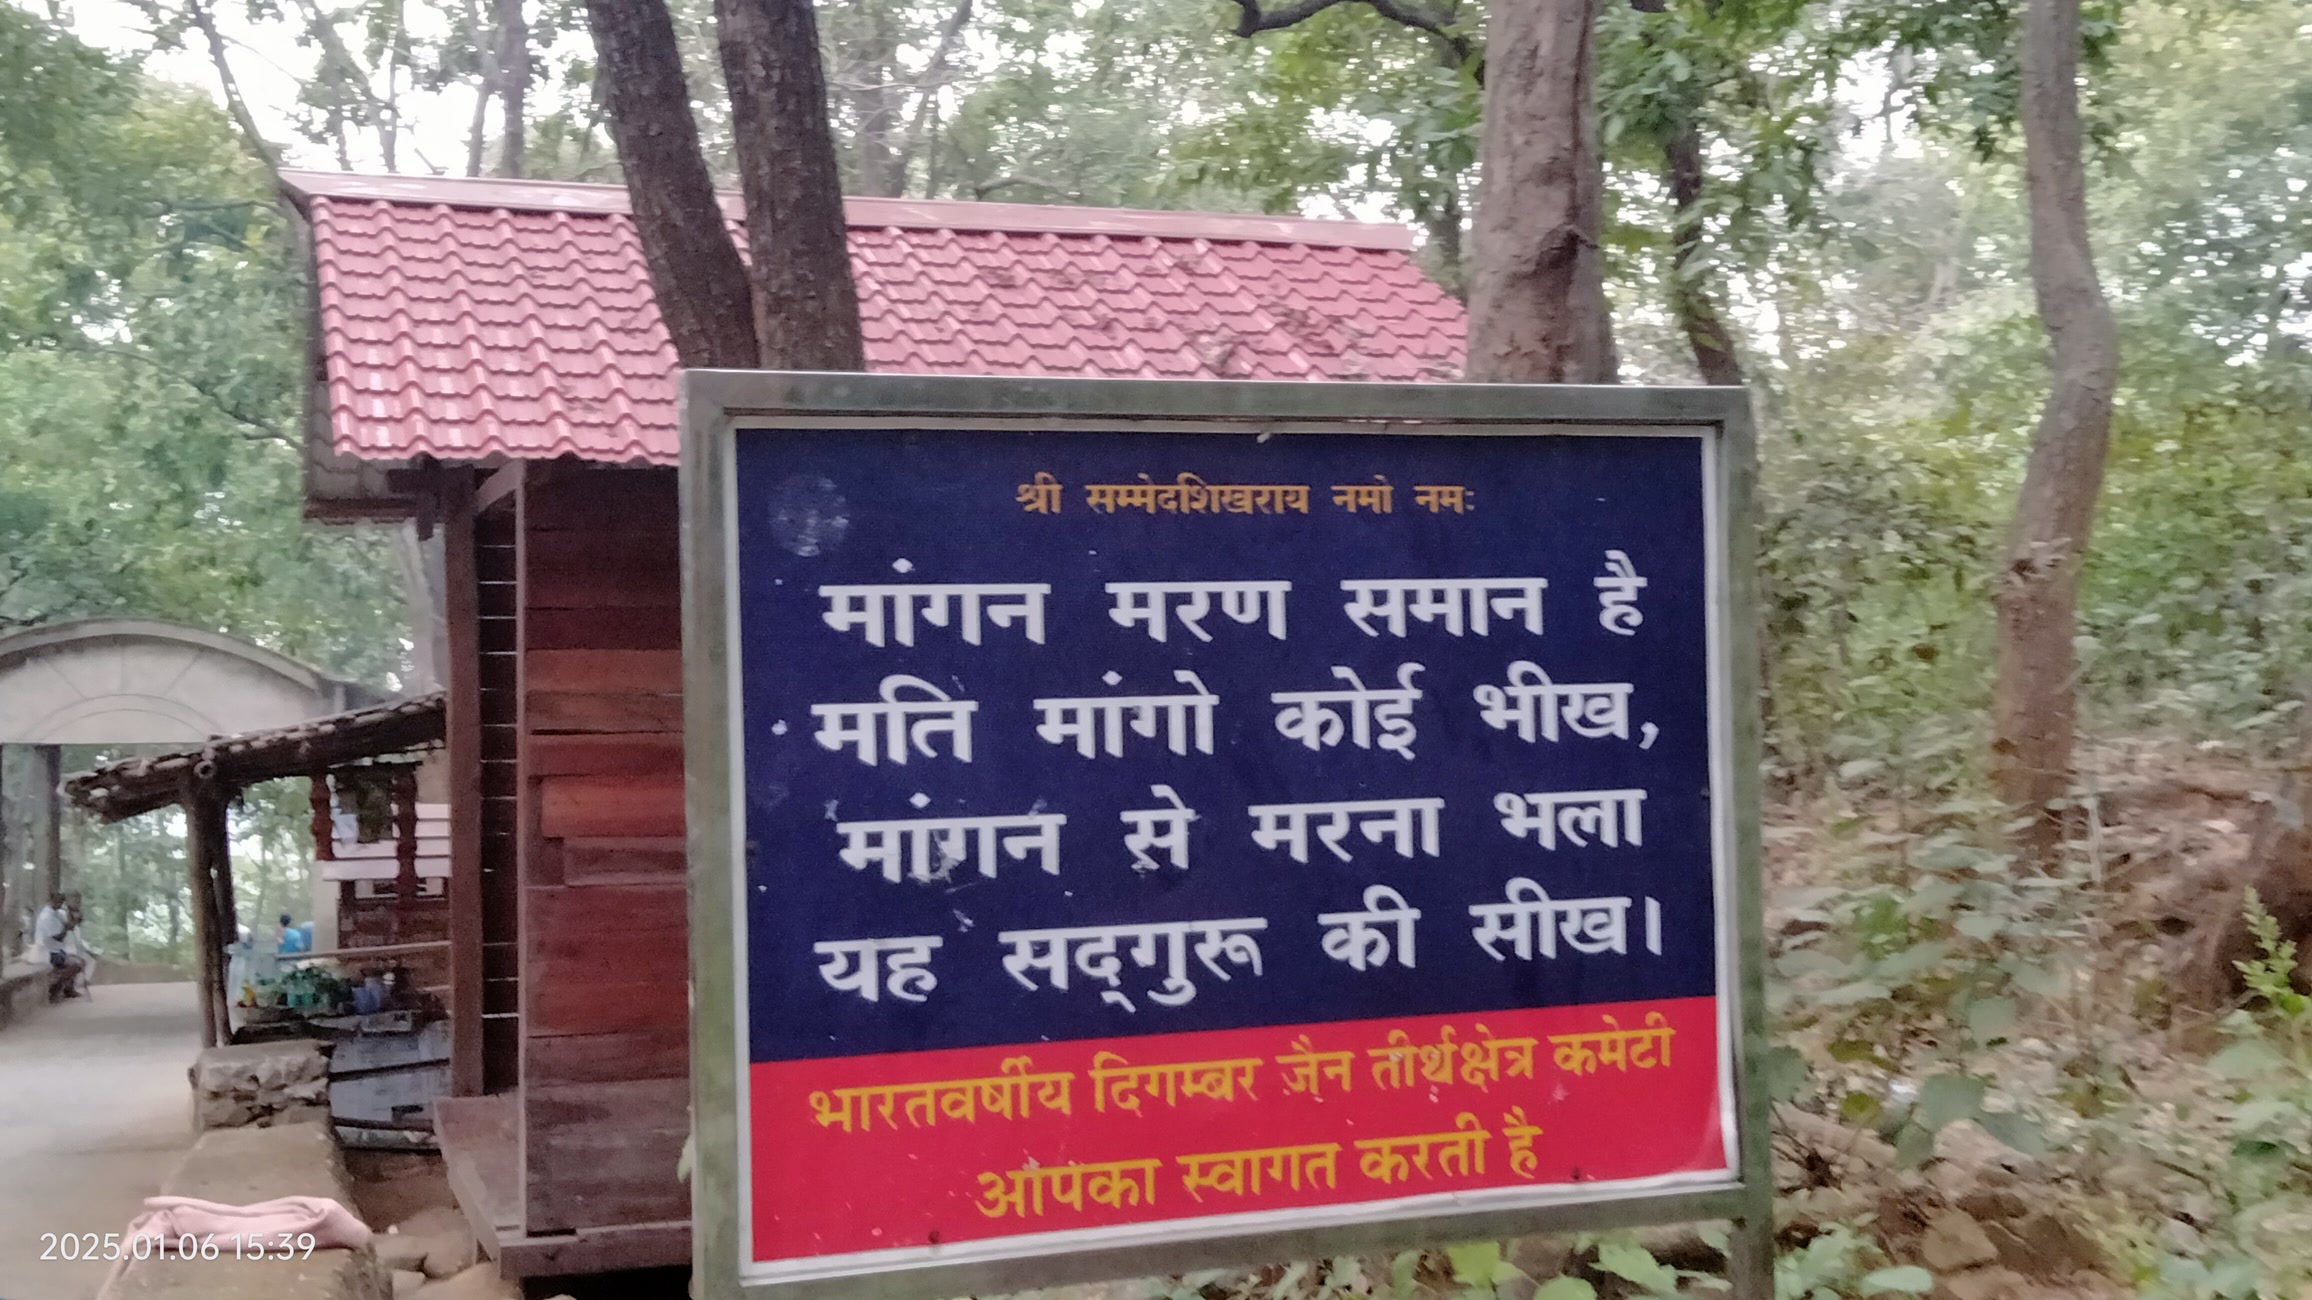 श्री सम्मेदशिखराय नमो नमः
मांगन मरण समान है
मति मांगो कोई भीख,
मांगन से मरना भला
यह सद्‌गुरू की सीख।
भारतवर्षीय दिगम्बर जैन तीर्थक्षेत्र कमेटी
आपका स्वागत करती है
2025.01.06 15:39